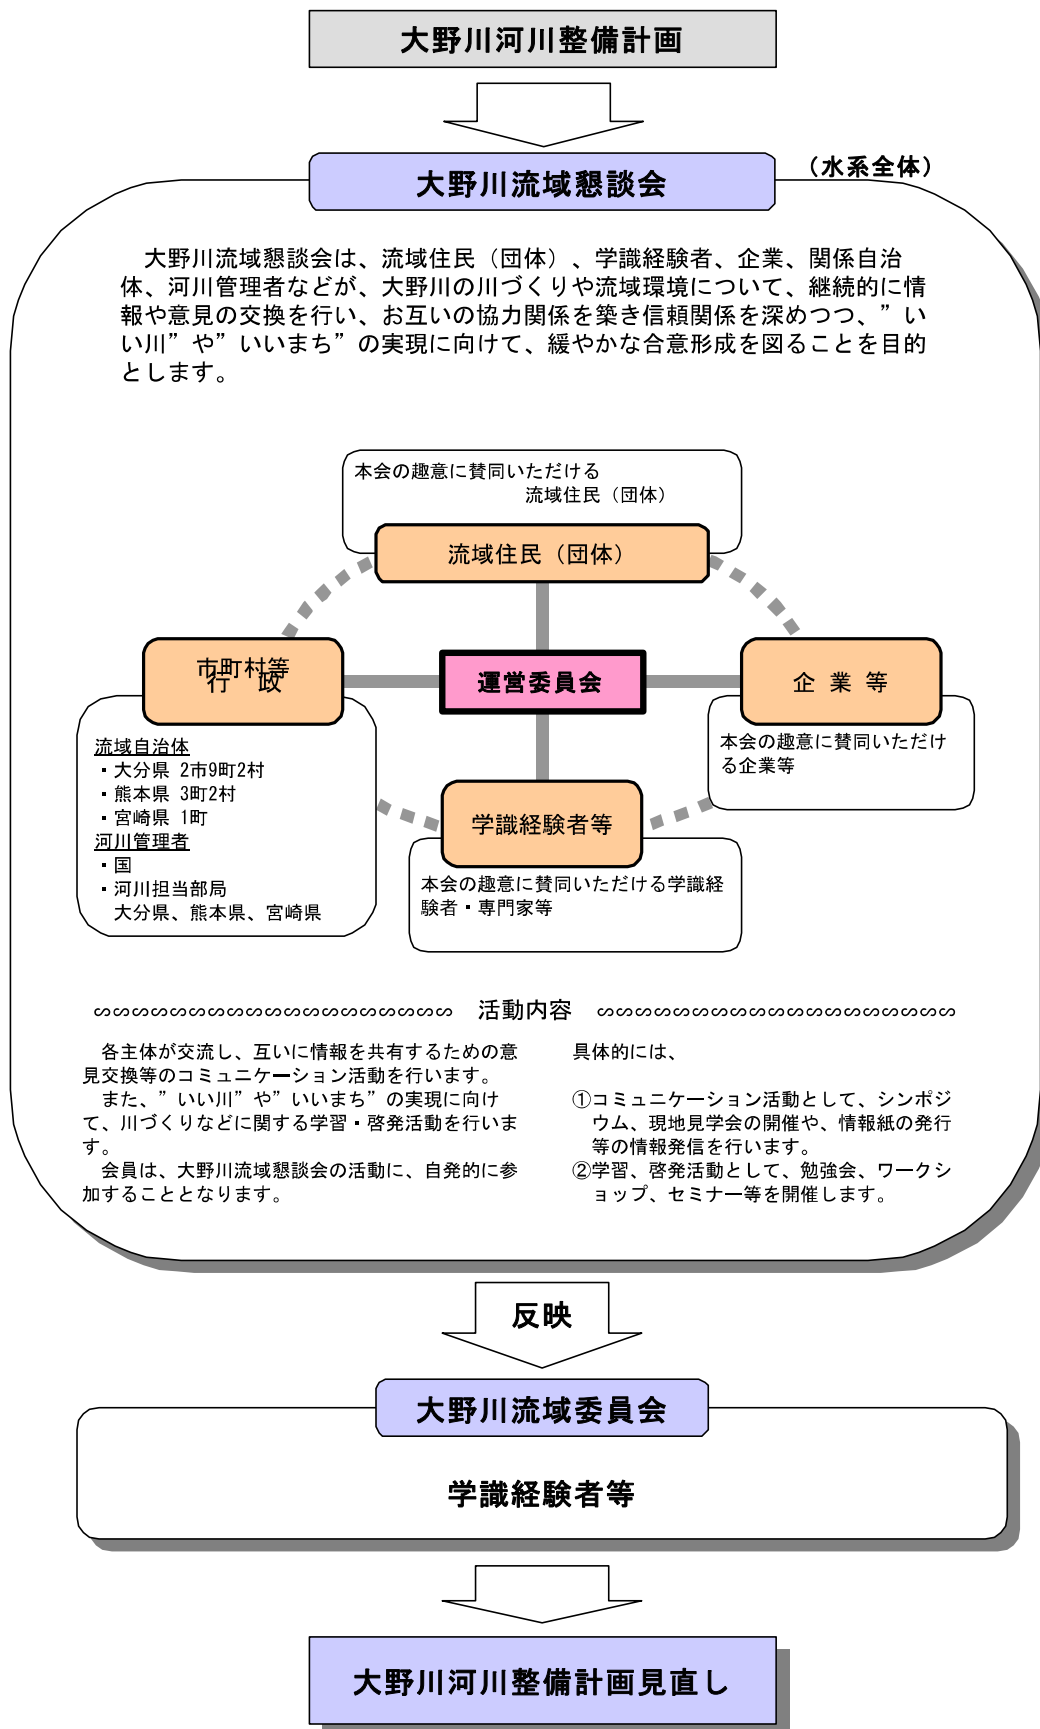 大野川河川整備計画
大野川流域懇談会
（水系全体）
　大野川流域懇談会は、流域住民（団体）、学識経験者、企業、関係自治
体、河川管理者などが、大野川の川づくりや流域環境について、継続的に情
報や意見の交換を行い、お互いの協力関係を築き信頼関係を深めつつ、”い
い川”や”いいまち”の実現に向けて、緩やかな合意形成を図ることを目的
とします。
本会の趣意に賛同いただける
流域住民（団体）
流域住民（団体）
市町村等
行　政
運営委員会
企 業 等
流域自治体
・大分県 2市9町2村
・熊本県 3町2村
・宮崎県 1町
河川管理者
・国
・河川担当部局
大分県、熊本県、宮崎県
本会の趣意に賛同いただけ
る企業等
学識経験者等
本会の趣意に賛同いただける学識経
験者・専門家等
活動内容
　各主体が交流し、互いに情報を共有するための意
見交換等のコミュニケーション活動を行います。
　また、”いい川”や”いいまち”の実現に向け
て、川づくりなどに関する学習・啓発活動を行いま
す。
　会員は、大野川流域懇談会の活動に、自発的に参
加することとなります。
具体的には、
①コミュニケーション活動として、シンポジ
ウム、現地見学会の開催や、情報紙の発行
等の情報発信を行います。
②学習、啓発活動として、勉強会、ワークシ
ョップ、セミナー等を開催します。
反映
大野川流域委員会
学識経験者等
大野川河川整備計画見直し